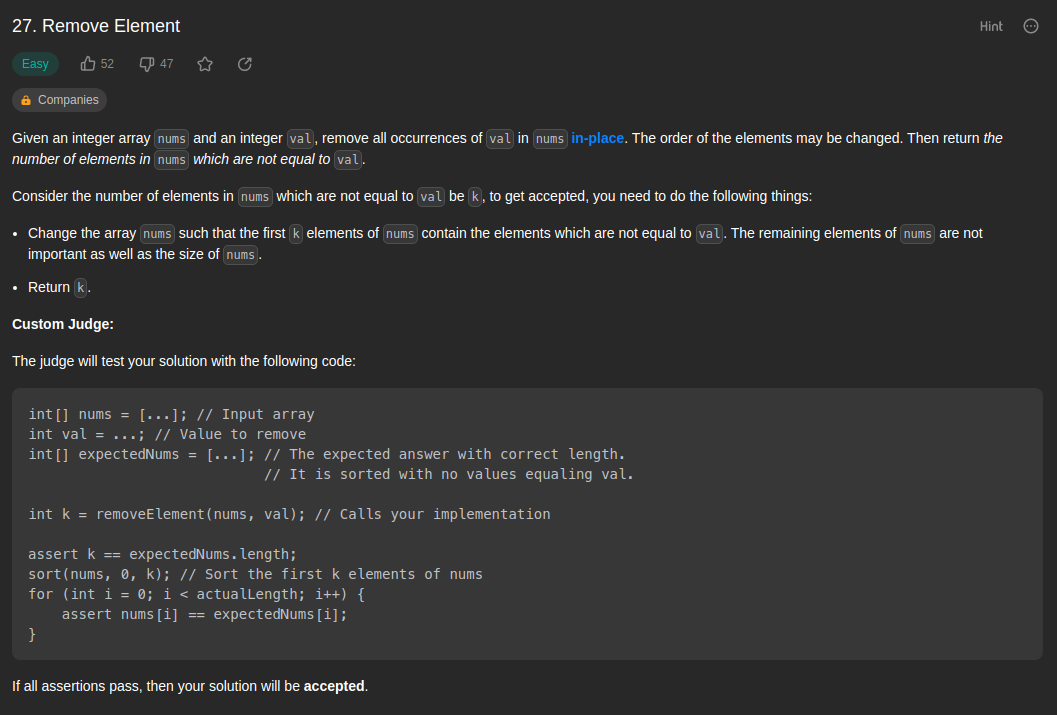 27. Remove Element
Hint
Easy
52
47
Companies
Given an integer array nums and an integer val, remove all occurrences of val in nums in-place. The order of the elements may be changed. Then return the
number of elements in nums which are not equal to val.
Consider the number of elements in nums which are not equal to val be k, to get accepted, you need to do the following things:
• Change the array nums such that the first k elements of nums contain the elements which are not equal to val. The remaining elements of nums are not
important as well as the size of nums.
• Return k.
Custom Judge:
The judge will test your solution with the following code:
int[] nums = [...]; // Input array
int val = ...; // Value to remove
int[] expectedNums = [...]; // The expected answer with correct length.
                            // It is sorted with no values equaling val.
int k = removeElement(nums, val); // Calls your implementation
assert k == expectedNums.length;
sort(nums, 0, k); // Sort the first k elements of nums
for (int i = 0; i < actualLength; i++) {
    assert nums[i] == expectedNums[i];
}
If all assertions pass, then your solution will be accepted.